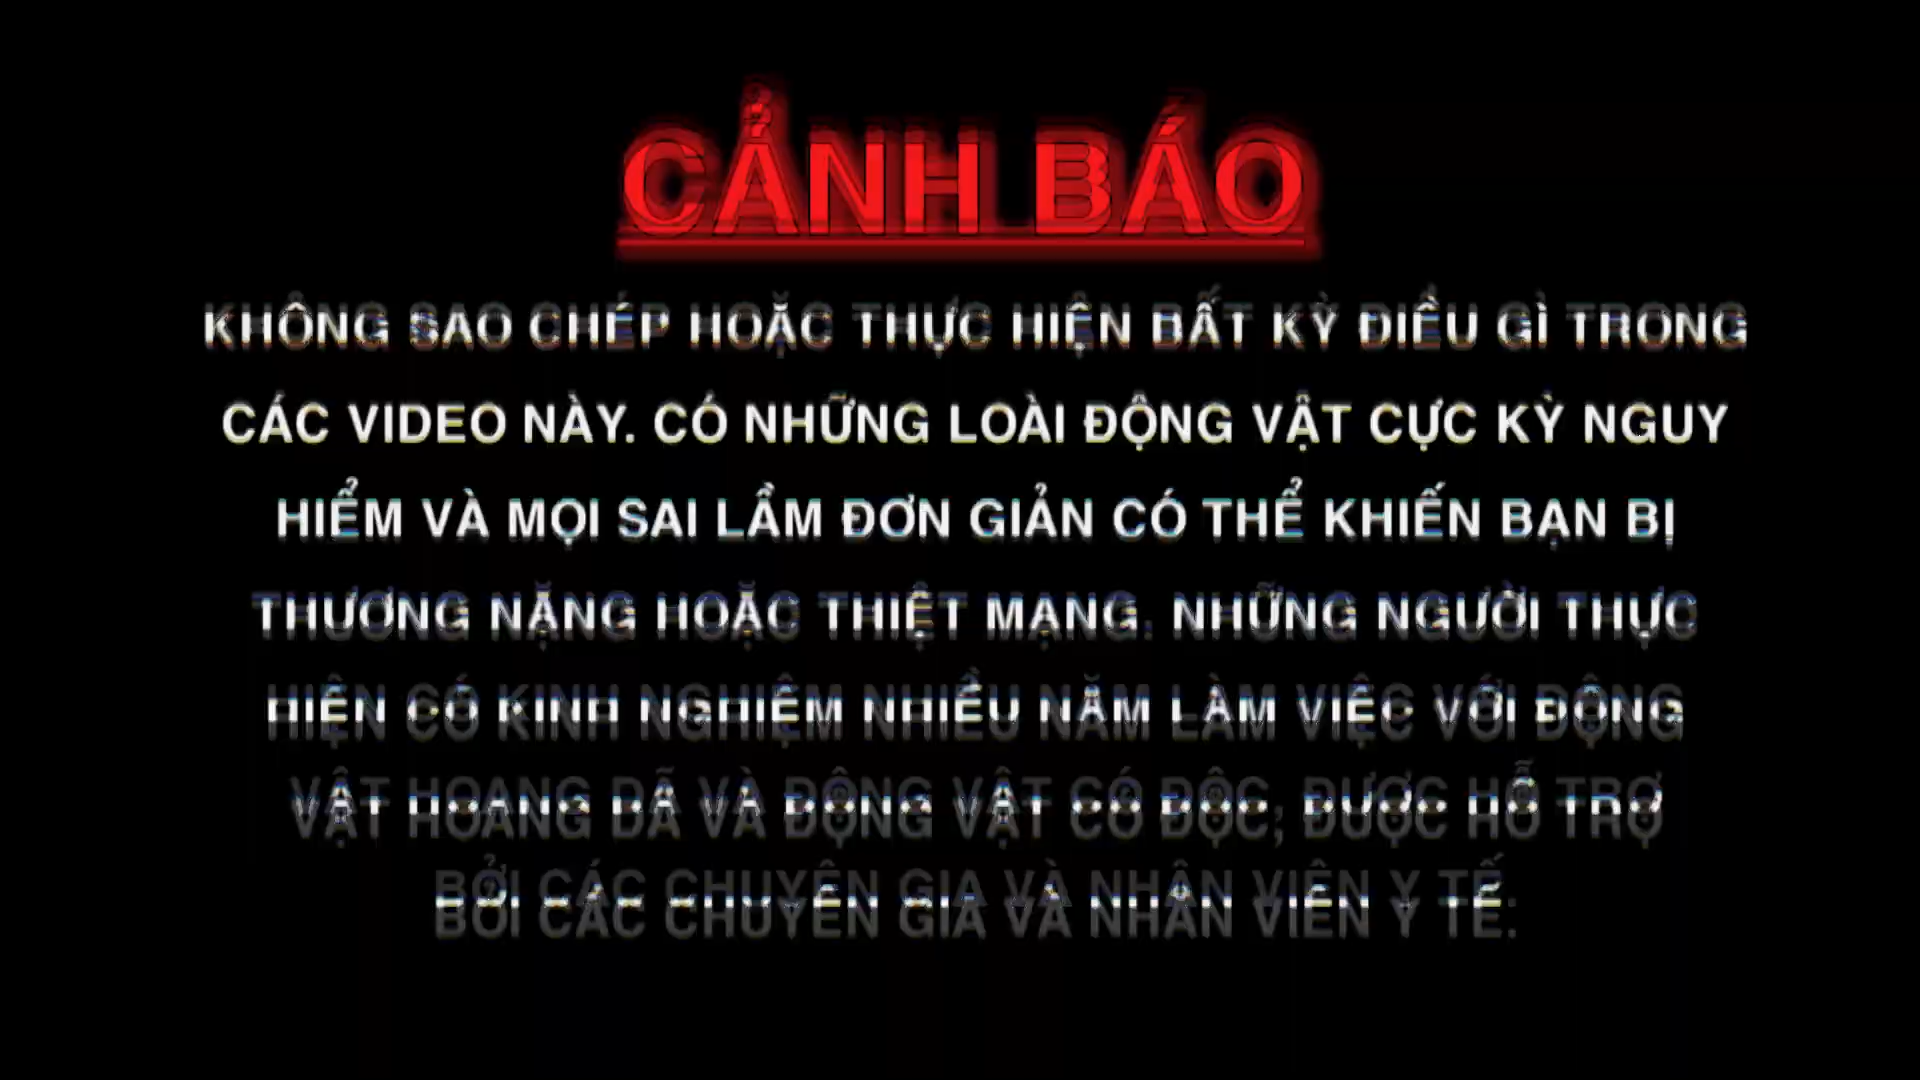 CẢNH BÁO
KHÔNG SAO CHÉP HOẶC THỰC HIỆN BẤT KỲ ĐIỀU GÌ TRONG
CÁC VIDEO NÀY. CÓ NHỮNG LOÀI ĐỘNG VẬT CỰC KỲ NGUY
HIỂM VÀ MỌI SAI LẦM ĐƠN GIẢN CÓ THỂ KHIẾN BẠN BỊ
THƯƠNG NẶNG HOẶC THIỆT MẠNG. NHỮNG NGƯỜI THỰC
HIỆN CÓ KINH NGHIỆM NHIỀU NĂM LÀM VIỆC VỚI ĐỘNG
VẬT HOANG DÃ VÀ ĐỘNG VẬT CÓ ĐỘC, ĐƯỢC HỖ TRỢ
BỞI CÁC CHUYÊN GIA VÀ NHÂN VIÊN Y TẾ.